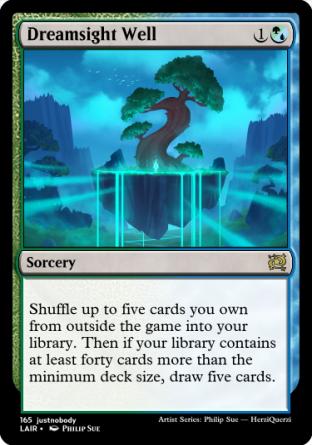 Dreamsight Well 1
Sorcery
Shuffle up to five cards you own
from outside the game into your
library. Then if your library contains
at least forty cards more than the
minimum deck size, draw five cards.
165 justnobody
LAIR • Philip Sue
Artist Series: Philip Sue — HerziQuerzi